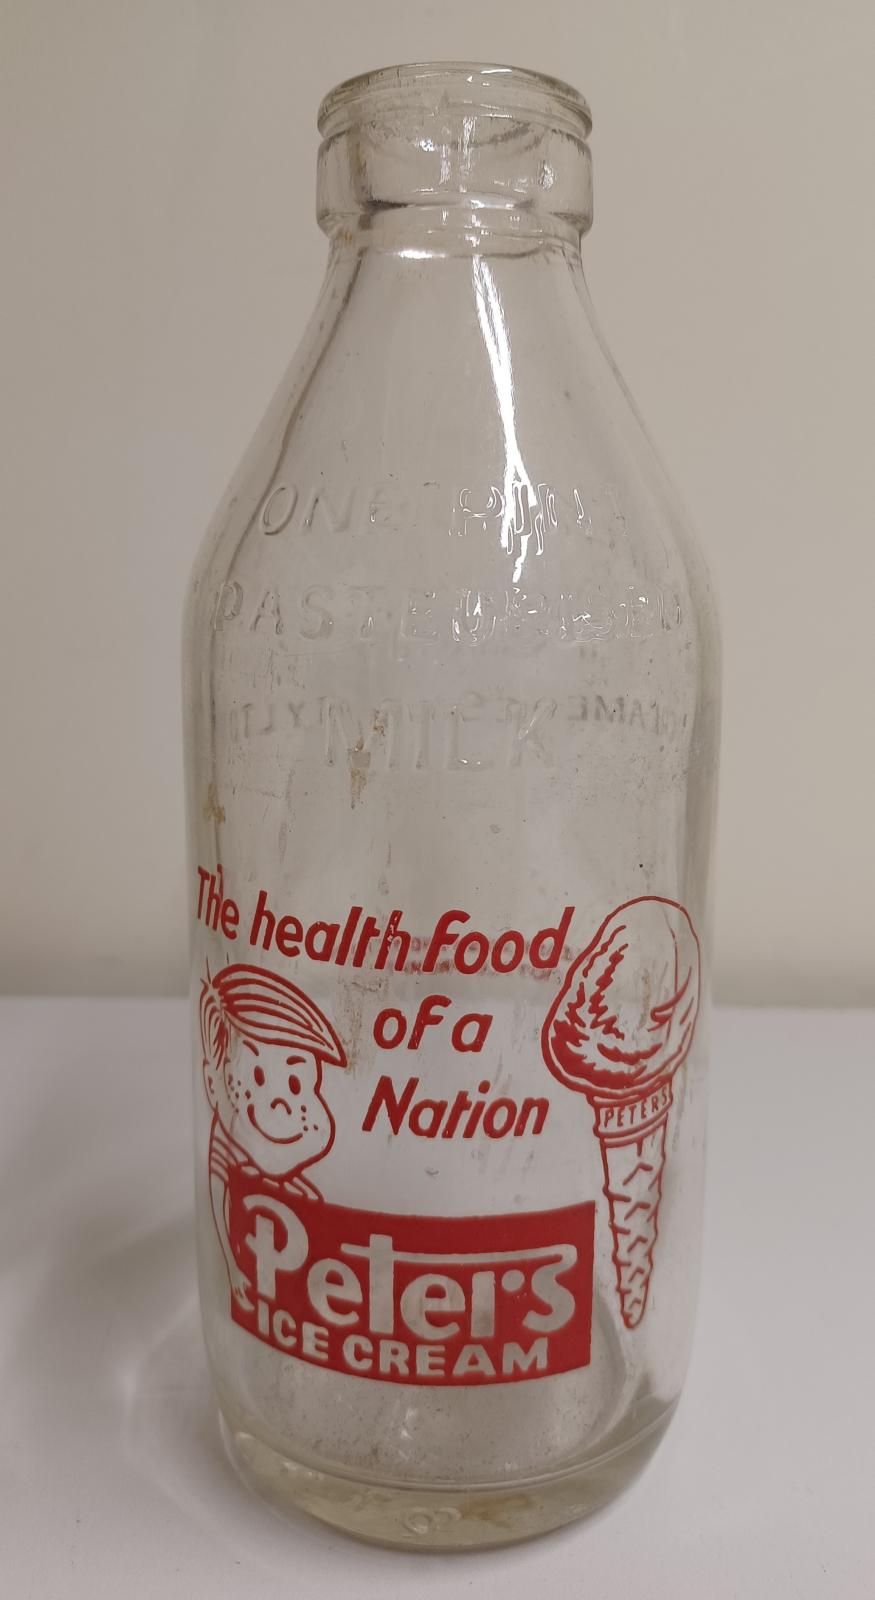 ONE PINT
PASTEURISED
MILK
The health food
of a
Nation
PETERS
Peters
ICE CREAM